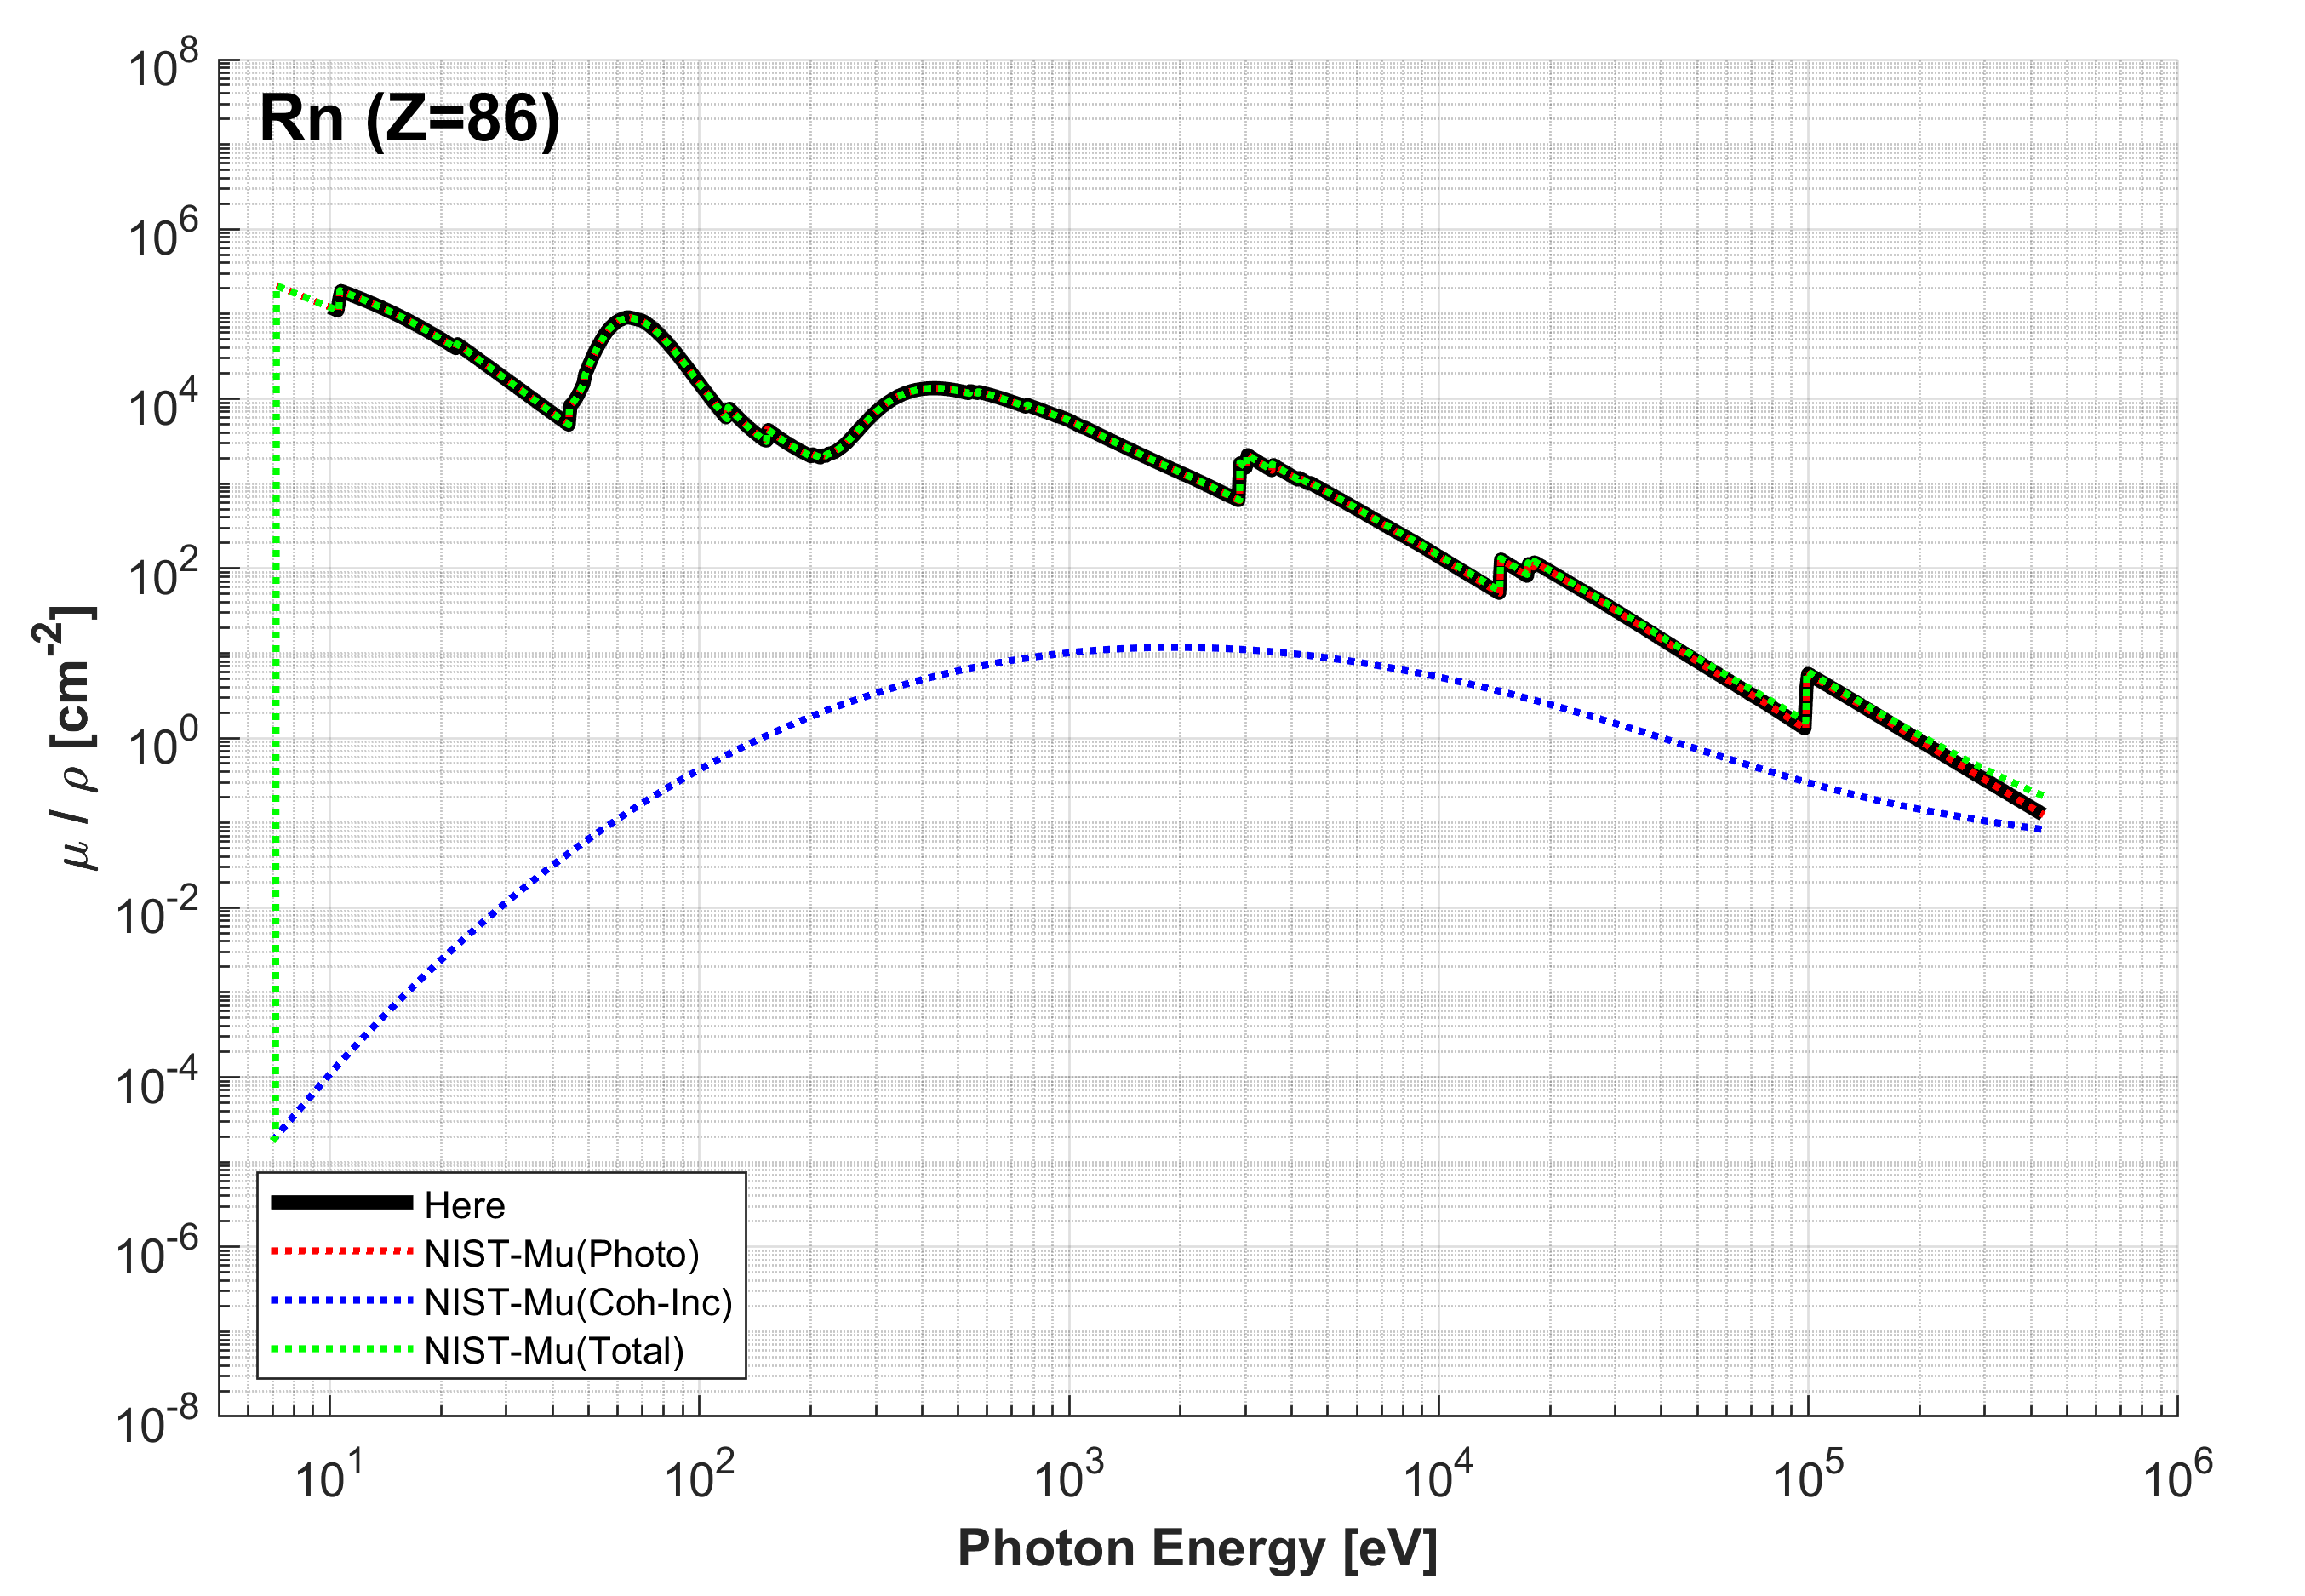 Rn (Z=86)
10^8
10^6
10^4
10^2
10^0
10^-2
10^-4
10^-6
10^-8
μ / ρ [cm^-2]
Here
NIST-Mu(Photo)
NIST-Mu(Coh-Inc)
NIST-Mu(Total)
10^1 10^2 10^3 10^4 10^5 10^6
Photon Energy [eV]